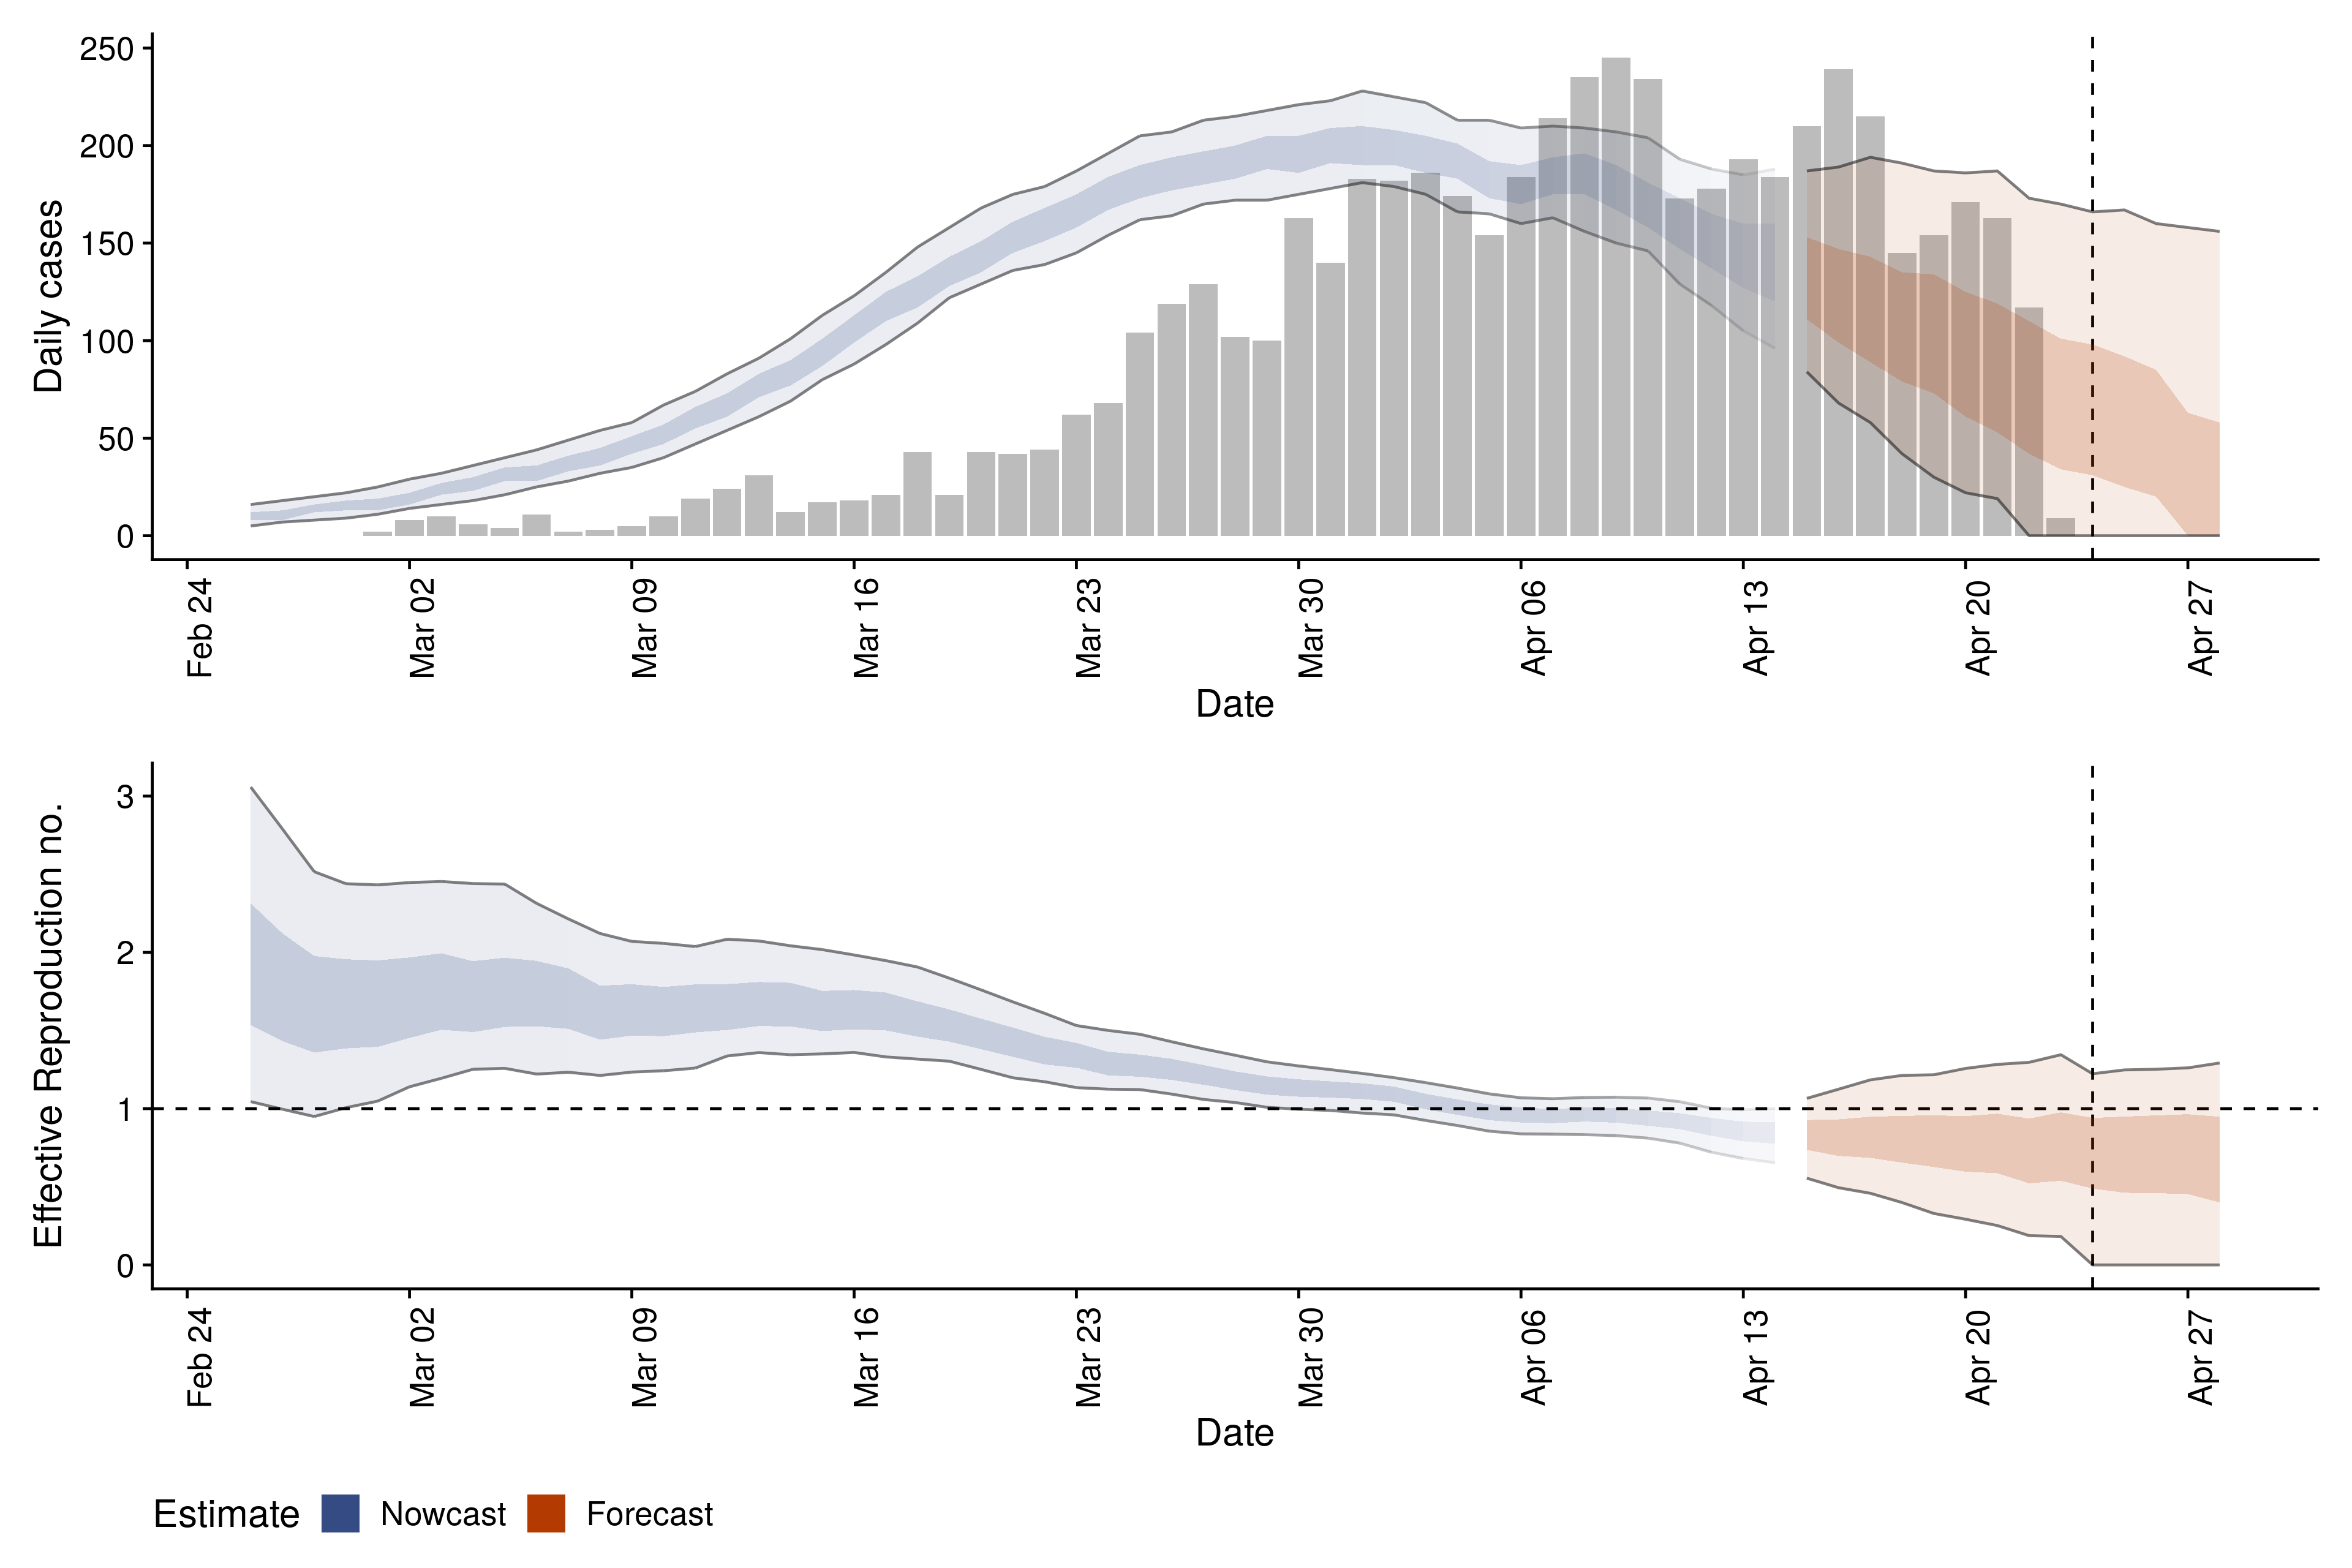 Daily cases
250
200
150
100
50
0
Feb 24 Mar 02 Mar 09 Mar 16 Mar 23 Mar 30 Apr 06 Apr 13 Apr 20 Apr 27
Date
Effective Reproduction no.
3
2
1
0
Feb 24 Mar 02 Mar 09 Mar 16 Mar 23 Mar 30 Apr 06 Apr 13 Apr 20 Apr 27
Date
Estimate Nowcast Forecast